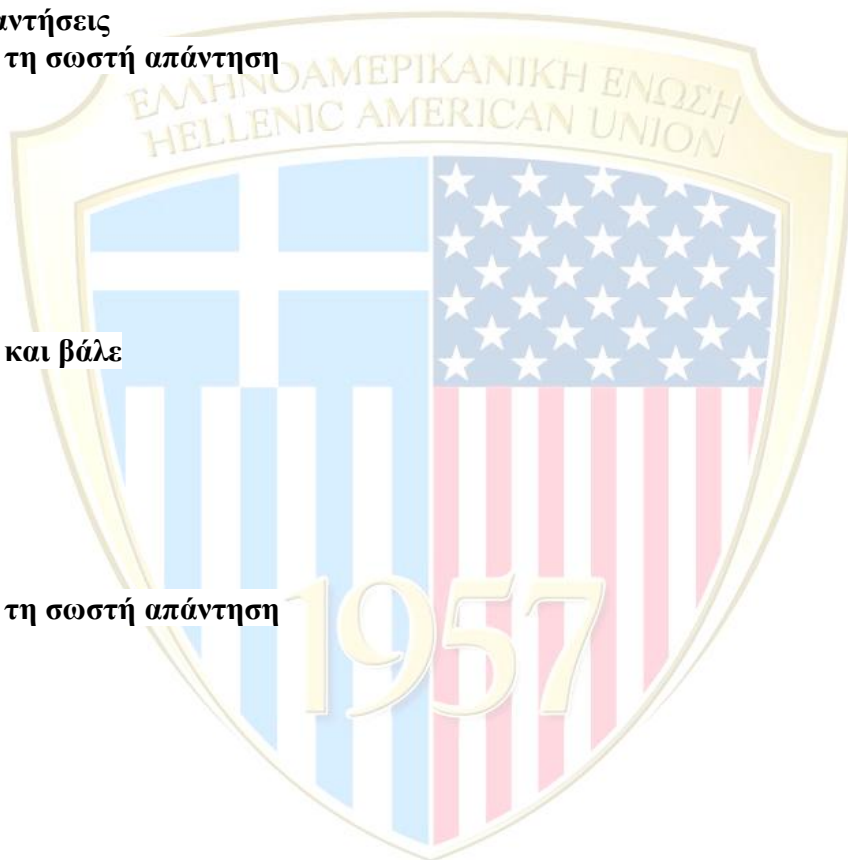 αντήσεις
τη σωστή απάντηση
ΕΛΛΗΝΟΑΜΕΡΙΚΑΝΙΚΗ ΕΝΩΣΗ
HELLENIC AMERICAN UNION
και βάλε
1957
τη σωστή απάντηση